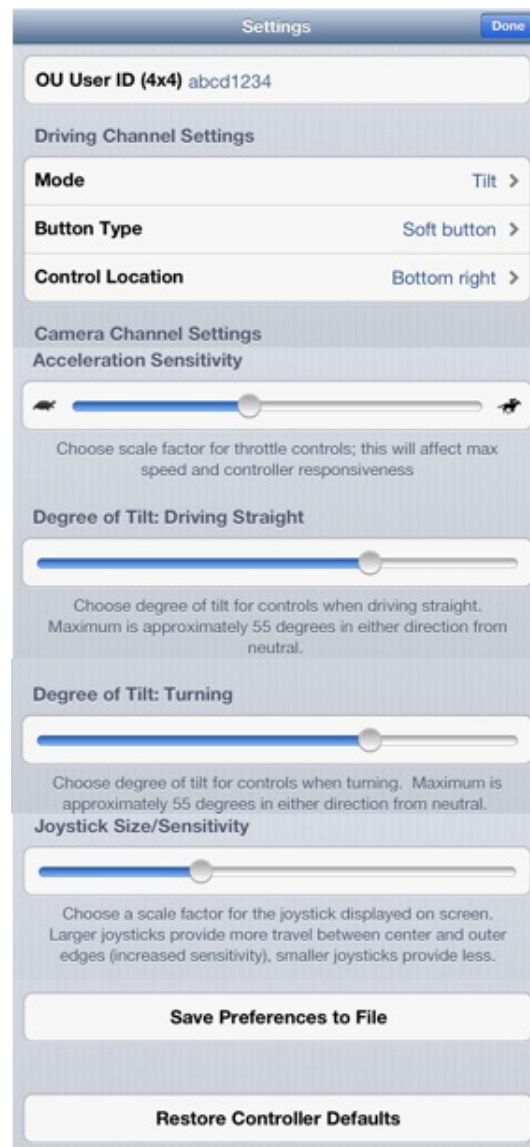 Settings
Done
OU User ID (4x4) abcd1234
Driving Channel Settings
Mode Tilt
Button Type Soft button
Control Location Bottom right
Camera Channel Settings
Acceleration Sensitivity
Choose scale factor for throttle controls; this will affect max
speed and controller responsiveness
Degree of Tilt: Driving Straight
Choose degree of tilt for controls when driving straight.
Maximum is approximately 55 degrees in either direction from
neutral.
Degree of Tilt: Turning
Choose degree of tilt for controls when turning.  Maximum is
approximately 55 degrees in either direction from neutral.
Joystick Size/Sensitivity
Choose a scale factor for the joystick displayed on screen.
Larger joysticks provide more travel between center and outer
edges (increased sensitivity), smaller joysticks provide less.
Save Preferences to File
Restore Controller Defaults